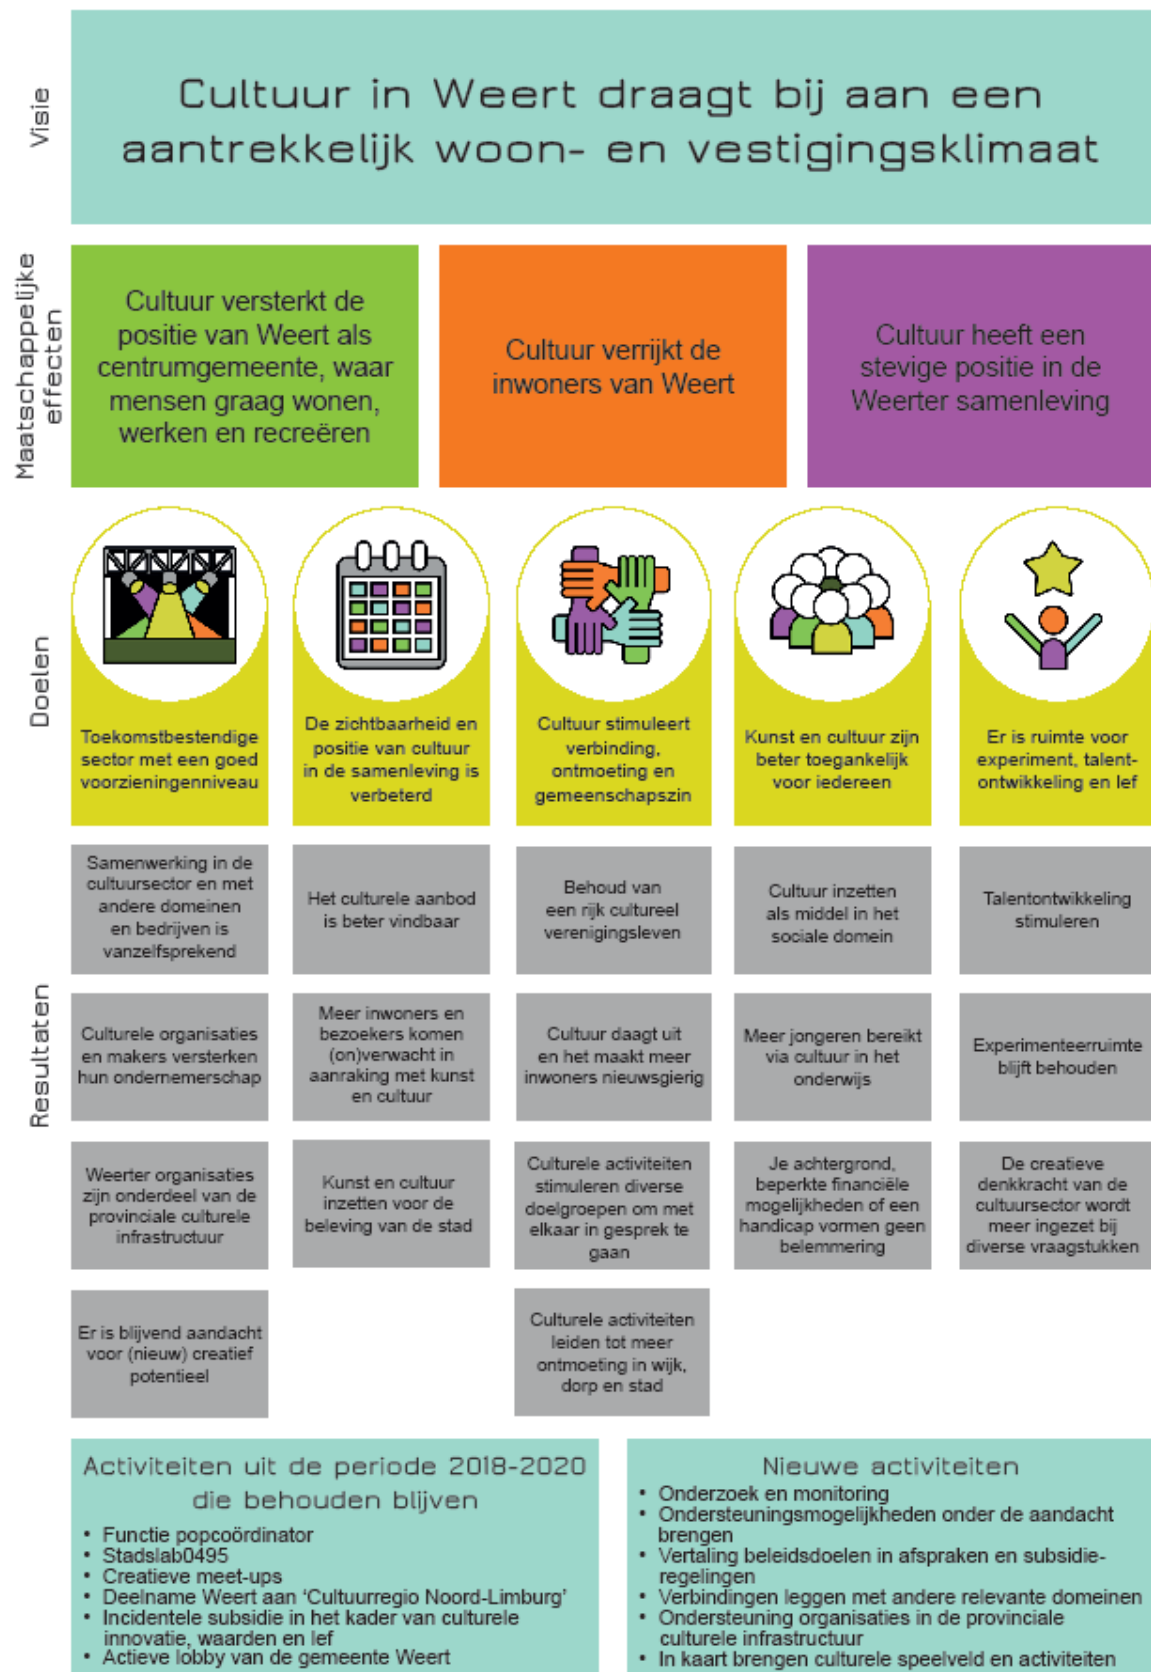 Visie
Cultuur in Weert draagt bij aan een
aantrekkelijk woon- en vestigingsklimaat
Maatschappelijke
effecten
Cultuur versterkt de
positie van Weert als
centrumgemeente, waar
mensen graag wonen,
werken en recreëren
Cultuur verrijkt de
inwoners van Weert
Cultuur heeft een
stevige positie in de
Weerter samenleving
Doelen
Toekomstbestendige
sector met een goed
voorzieningenniveau
De zichtbaarheid en
positie van cultuur
in de samenleving is
verbeterd
Cultuur stimuleert
verbinding,
ontmoeting en
gemeenschapszin
Kunst en cultuur zijn
beter toegankelijk
voor iedereen
Er is ruimte voor
experiment, talent-
ontwikkeling en lef
Resultaten
Samenwerking in de
cultuursector en met
andere domeinen
en bedrijven is
vanzelfsprekend
Het culturele aanbod
is beter vindbaar
Behoud van
een rijk cultureel
verenigingsleven
Cultuur inzetten
als middel in het
sociale domein
Talentontwikkeling
stimuleren
Culturele organisaties
en makers versterken
hun ondernemerschap
Meer inwoners en
bezoekers komen
(on)verwacht in
aanraking met kunst
en cultuur
Cultuur daagt uit
en het maakt meer
inwoners nieuwsgierig
Meer jongeren bereikt
via cultuur in het
onderwijs
Experimenteerruimte
blijft behouden
Weerter organisaties
zijn onderdeel van de
provinciale culturele
infrastructuur
Kunst en cultuur
inzetten voor de
beleving van de stad
Culturele activiteiten
stimuleren diverse
doelgroepen om met
elkaar in gesprek te
gaan
Je achtergrond,
beperkte financiële
mogelijkheden of een
handicap vormen geen
belemmering
De creatieve
denkkracht van de
cultuursector wordt
meer ingezet bij
diverse vraagstukken
Er is blijvend aandacht
voor (nieuw) creatief
potentieel
Culturele activiteiten
leiden tot meer
ontmoeting in wijk,
dorp en stad
Activiteiten uit de periode 2018-2020
die behouden blijven
• Functie popcoördinator
• Stadslab0495
• Creatieve meet-ups
• Deelname Weert aan ‘Cultuurregio Noord-Limburg’
• Incidentele subsidie in het kader van culturele
innovatie, waarden en lef
• Actieve lobby van de gemeente Weert
Nieuwe activiteiten
• Onderzoek en monitoring
• Ondersteuningsmogelijkheden onder de aandacht
brengen
• Vertaling beleidsdoelen in afspraken en subsidie-
regelingen
• Verbindingen leggen met andere relevante domeinen
• Ondersteuning organisaties in de provinciale
culturele infrastructuur
• In kaart brengen culturele speelveld en activiteiten